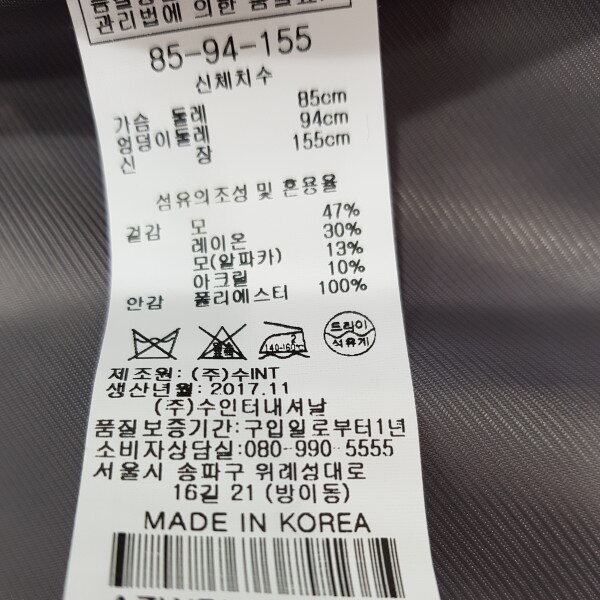 관리법에 의한 품질표
85-94-155
신체치수
가슴 둘레 85cm
엉덩이둘레 94cm
신 장 155cm
섬유의조성 및 혼용율
겉감 모 47%
레이온 30%
모(알파카) 13%
아크릴 10%
안감 폴리에스터 100%
140-160℃
드라이
석유계
제조원: (주)수INT
생산년월: 2017.11
(주)수인터내셔날
품질보증기간:구입일로부터1년
소비자상담실:080-990-5555
서울시 송파구 위례성대로
16길 21 (방이동)
MADE IN KOREA